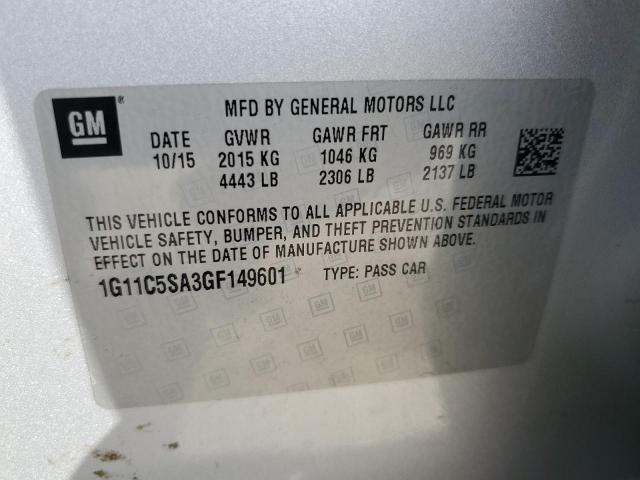 GM ®
MFD BY GENERAL MOTORS LLC
DATE GVWR GAWR FRT GAWR RR
10/15 2015 KG 1046 KG 969 KG
4443 LB 2306 LB 2137 LB
THIS VEHICLE CONFORMS TO ALL APPLICABLE U.S. FEDERAL MOTOR
VEHICLE SAFETY, BUMPER, AND THEFT PREVENTION STANDARDS IN
EFFECT ON THE DATE OF MANUFACTURE SHOWN ABOVE.
1G11C5SA3GF149601 TYPE: PASS CAR